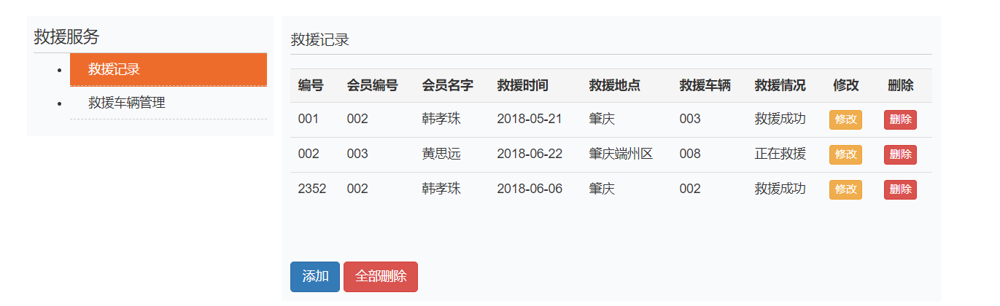 救援服务
救援记录
救援车辆管理
救援记录
编号 会员编号 会员名字 救援时间 救援地点 救援车辆 救援情况 修改 删除
001 002 韩孝珠 2018-05-21 肇庆 003 救援成功 修改 删除
002 003 黄思远 2018-06-22 肇庆端州区 008 正在救援 修改 删除
2352 002 韩孝珠 2018-06-06 肇庆 002 救援成功 修改 删除
添加 全部删除